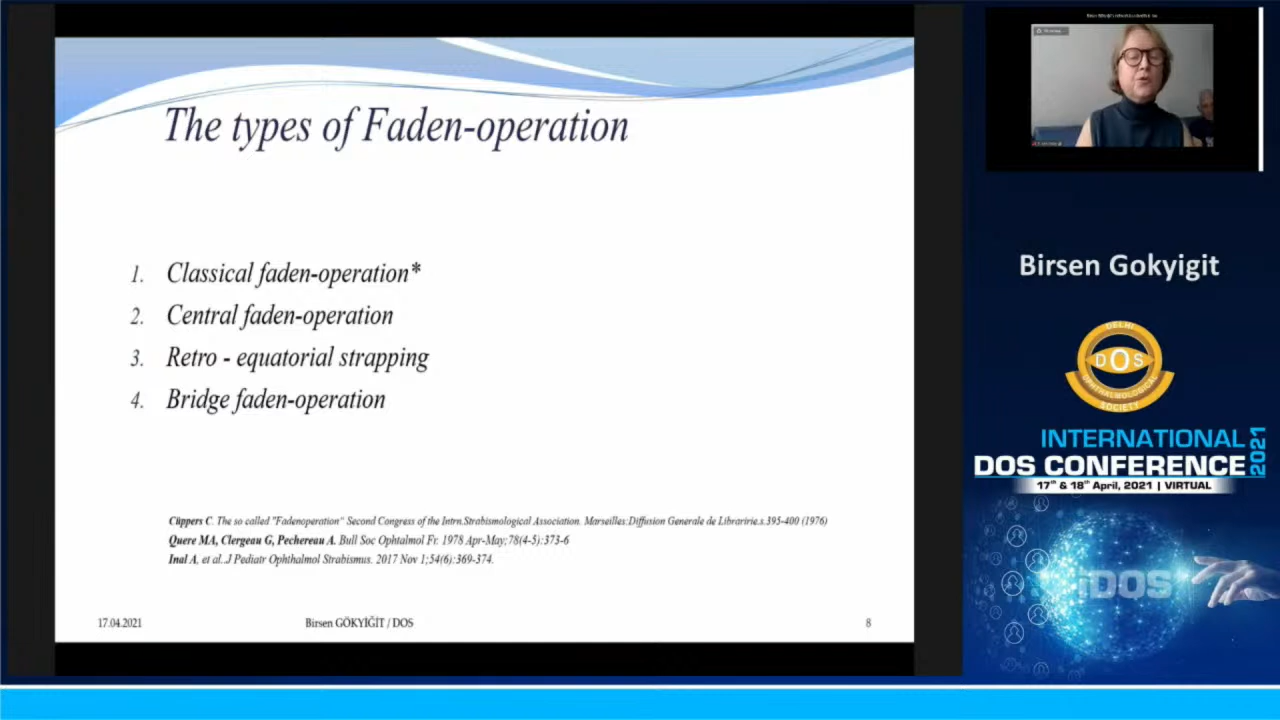 The types of Faden-operation
1. Classical faden-operation*
2. Central faden-operation
3. Retro - equatorial strapping
4. Bridge faden-operation
Cüppers C. The so called "Fadenoperation" Second Congress of the Intrn.Strabismological Association. Marseilles:Diffusion Generale de Libraririe.s.395-400 (1976)
Quere MA, Clergeau G, Pechereau A. Bull Soc Ophtalmol Fr. 1978 Apr-May;78(4-5):373-6
Inal A, et al..J Pediatr Ophthalmol Strabismus. 2017 Nov 1;54(6):369-374.
17.04.2021
Birsen GÖKYİĞİT / DOS
8
Birsen Gokyigit
DELHI
DOS
OPHTHALMOLOGICAL
SOCIETY
INTERNATIONAL
DOS CONFERENCE
2021
17th & 18th April, 2021 | VIRTUAL
iDOS